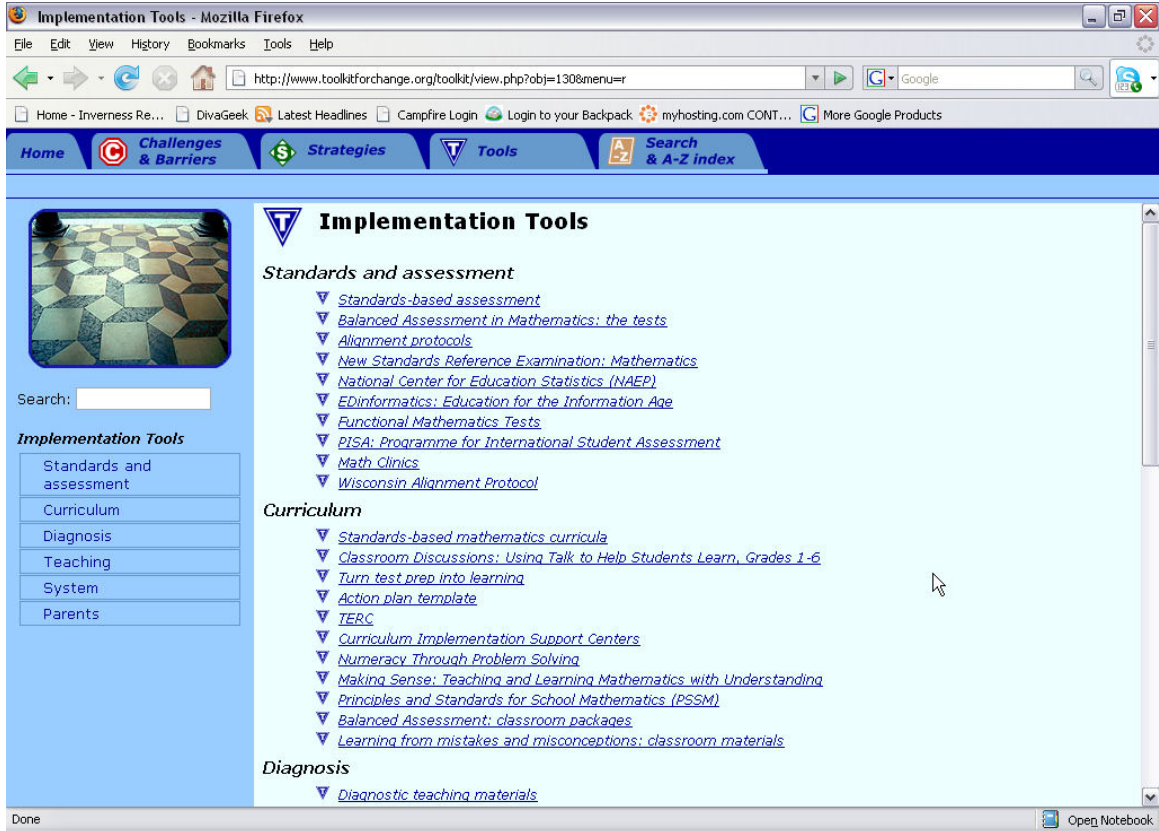 Implementation Tools - Mozilla Firefox
File Edit View History Bookmarks Tools Help
http://www.toolkitforchange.org/toolkit/view.php?obj=130&menu=r
G Google
123 6
Home - Inverness Re... DivaGeek Latest Headlines Campfire Login Login to your Backpack myhosting.com CONT... G More Google Products
Home
C Challenges & Barriers
S Strategies
T Tools
A-Z Search & A-Z index
T Implementation Tools
Standards and assessment
Standards-based assessment
Balanced Assessment in Mathematics: the tests
Alignment protocols
New Standards Reference Examination: Mathematics
National Center for Education Statistics (NAEP)
EDinformatics: Education for the Information Age
Functional Mathematics Tests
PISA: Programme for International Student Assessment
Math Clinics
Wisconsin Alignment Protocol
Curriculum
Standards-based mathematics curricula
Classroom Discussions: Using Talk to Help Students Learn, Grades 1-6
Turn test prep into learning
Action plan template
TERC
Curriculum Implementation Support Centers
Numeracy Through Problem Solving
Making Sense: Teaching and Learning Mathematics with Understanding
Principles and Standards for School Mathematics (PSSM)
Balanced Assessment: classroom packages
Learning from mistakes and misconceptions: classroom materials
Diagnosis
Diagnostic teaching materials
Search:
Implementation Tools
Standards and
assessment
Curriculum
Diagnosis
Teaching
System
Parents
Done
Open Notebook